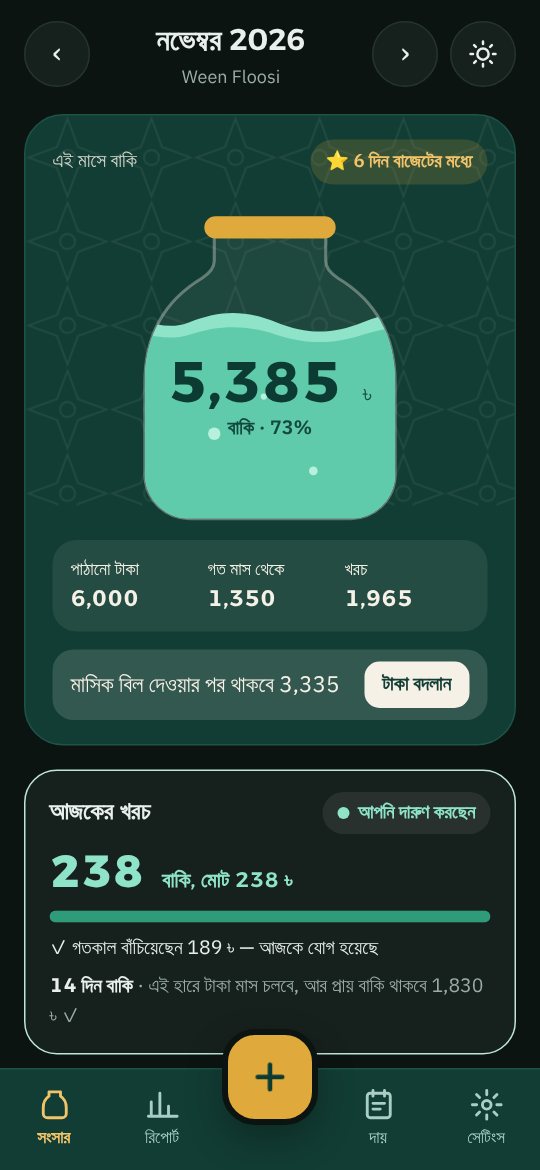 নভেম্বর 2026
Ween Floosi
এই মাসে বাকি
⭐ 6 দিন বাজেটের মধ্যে
5,385 ৳
বাকি · 73%
পাঠানো টাকা
6,000
গত মাস থেকে
1,350
খরচ
1,965
মাসিক বিল দেওয়ার পর থাকবে 3,335
টাকা বদলান
আজকের খরচ
আপনি দারুণ করছেন
238 বাকি, মোট 238 ৳
✓ গতকাল বাঁচিয়েছেন 189 ৳ — আজকে যোগ হয়েছে
14 দিন বাকি · এই হারে টাকা মাস চলবে, আর প্রায় বাকি থাকবে 1,830
৳ ✓
সংসার
রিপোর্ট
দায়
সেটিংস